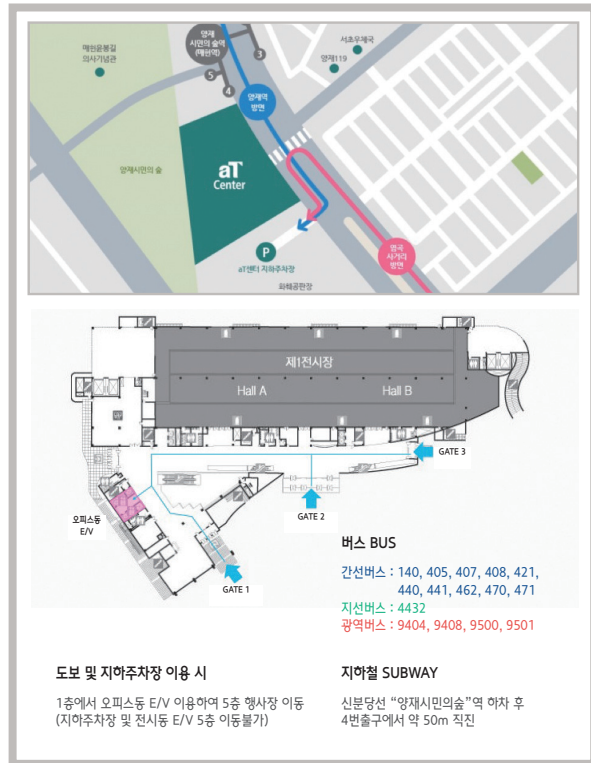 양재
시민의 숲역
(매헌역)
3
5
4
매헌윤봉길
의사기념관
서초우체국
양재119
양재역
방면
양재시민의 숲
aT
Center
P
aT센터 지하주차장
염곡
사거리
방면
화훼공판장
제1전시장
Hall A
Hall B
GATE 3
GATE 2
오피스동
E/V
GATE 1
버스 BUS
간선버스 : 140, 405, 407, 408, 421,
440, 441, 462, 470, 471
지선버스 : 4432
광역버스 : 9404, 9408, 9500, 9501
도보 및 지하주차장 이용 시
1층에서 오피스동 E/V 이용하여 5층 행사장 이동
(지하주차장 및 전시동 E/V 5층 이동불가)
지하철 SUBWAY
신분당선 “양재시민의숲”역 하차 후
4번출구에서 약 50m 직진